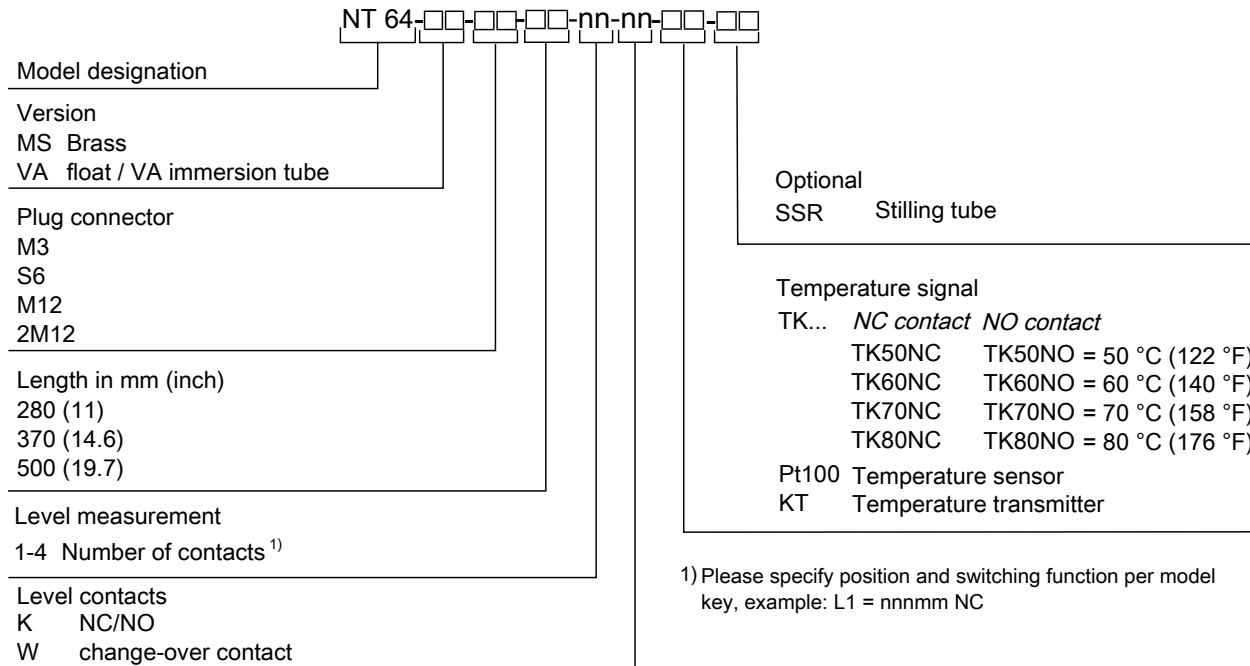 NT 64-□□-□□-□□-nn-nn-□□-□□
Model designation
Version
MS Brass
VA float / VA immersion tube
Plug connector
M3
S6
M12
2M12
Length in mm (inch)
280 (11)
370 (14.6)
500 (19.7)
Level measurement
1-4 Number of contacts 1)
Level contacts
K NC/NO
W change-over contact
Optional
SSR Stilling tube
Temperature signal
TK... NC contact NO contact
TK50NC TK50NO = 50 °C (122 °F)
TK60NC TK60NO = 60 °C (140 °F)
TK70NC TK70NO = 70 °C (158 °F)
TK80NC TK80NO = 80 °C (176 °F)
Pt100 Temperature sensor
KT Temperature transmitter
1) Please specify position and switching function per model
key, example: L1 = nnnmm NC